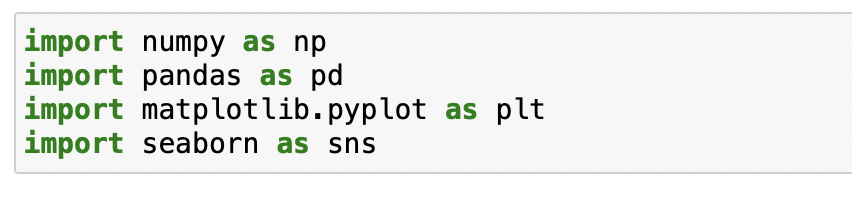 import numpy as np
import pandas as pd
import matplotlib.pyplot as plt
import seaborn as sns